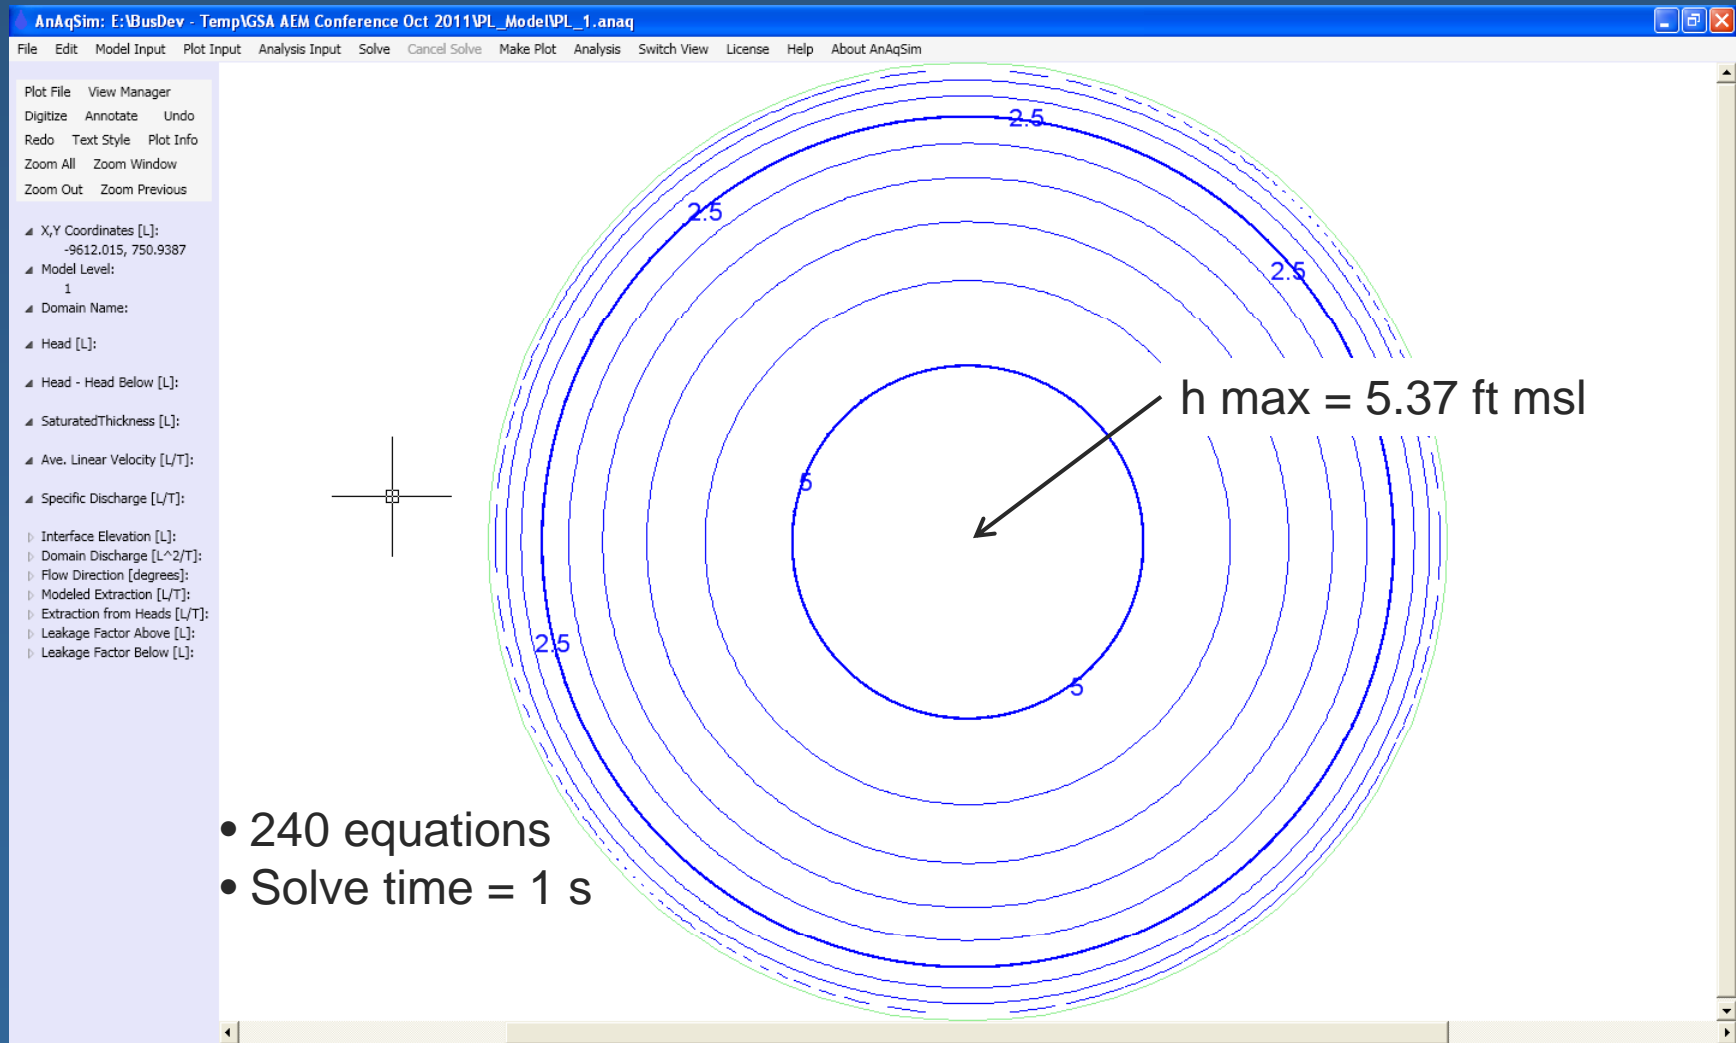 AnAqSim: E:\BusDev - Temp\GSA AEM Conference Oct 2011\PL_Model\PL_1.anaq
File Edit Model Input Plot Input Analysis Input Solve Cancel Solve Make Plot Analysis Switch View License Help About AnAqSim
Plot File View Manager
Digitize Annotate Undo
Redo Text Style Plot Info
Zoom All Zoom Window
Zoom Out Zoom Previous
X,Y Coordinates [L]:
-9612.015, 750.9387
Model Level:
1
Domain Name:
Head [L]:
Head - Head Below [L]:
SaturatedThickness [L]:
Ave. Linear Velocity [L/T]:
Specific Discharge [L/T]:
Interface Elevation [L]:
Domain Discharge [L^2/T]:
Flow Direction [degrees]:
Modeled Extraction [L/T]:
Extraction from Heads [L/T]:
Leakage Factor Above [L]:
Leakage Factor Below [L]:
2.5
2.5
2.5
h max = 5.37 ft msl
5
2.5
5
• 240 equations
• Solve time = 1 s